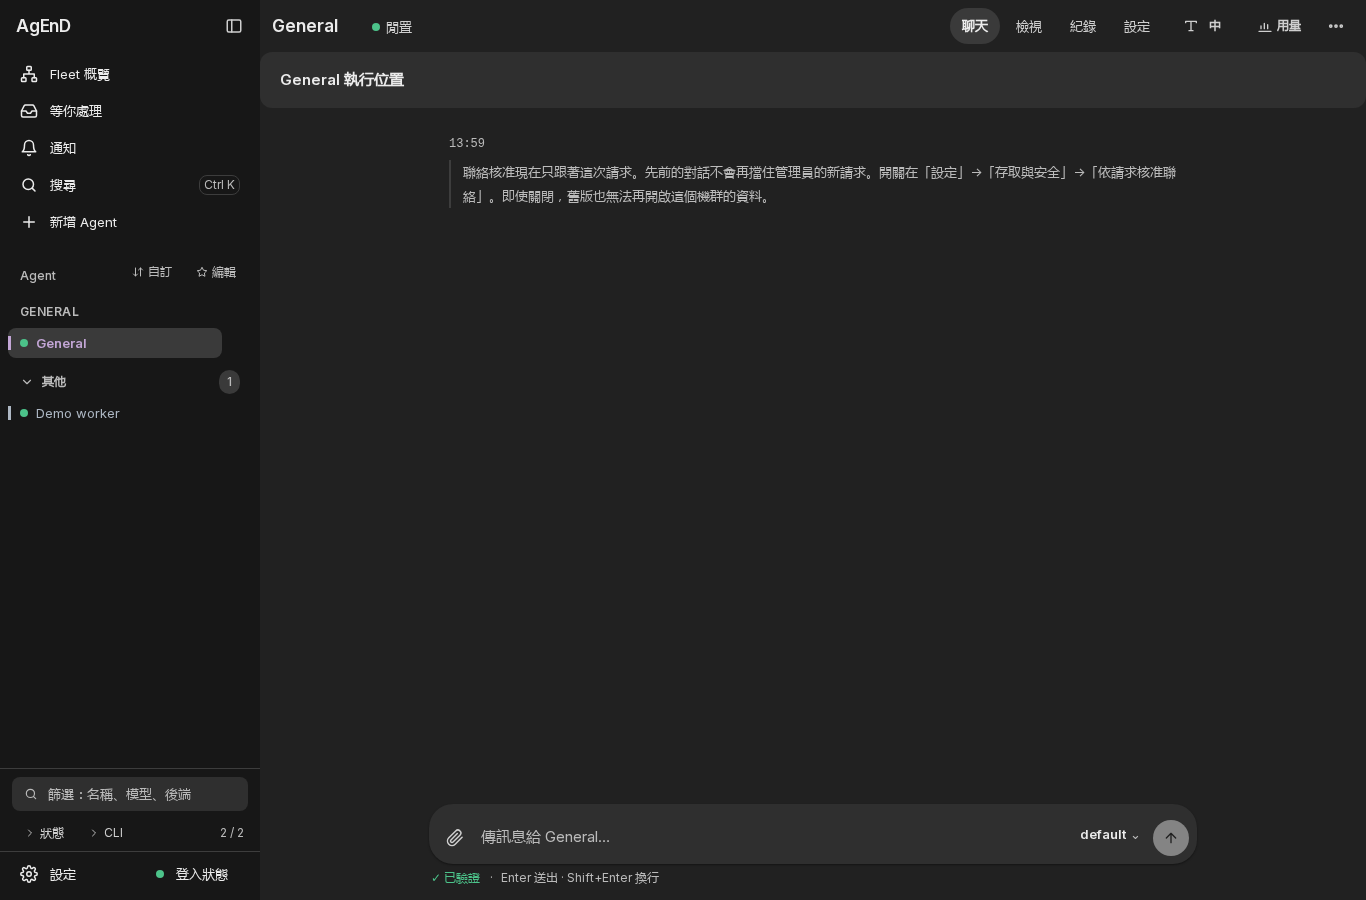 AgEnD
Fleet 概覽
等你處理
通知
搜尋
Ctrl K
新增 Agent
Agent
自訂
編輯
GENERAL
General
其他
1
Demo worker
篩選：名稱、模型、後端
狀態
CLI
2 / 2
設定
登入狀態
General
閒置
聊天
檢視
紀錄
設定
中
用量
General 執行位置
13:59
聯絡核准現在只跟著這次請求。先前的對話不會再擋住管理員的新請求。開關在「設定」→「存取與安全」→「依請求核准聯
絡」。即使關閉，舊版也無法再開啟這個機群的資料。
傳訊息給 General…
default
✓ 已驗證 · Enter 送出 · Shift+Enter 換行